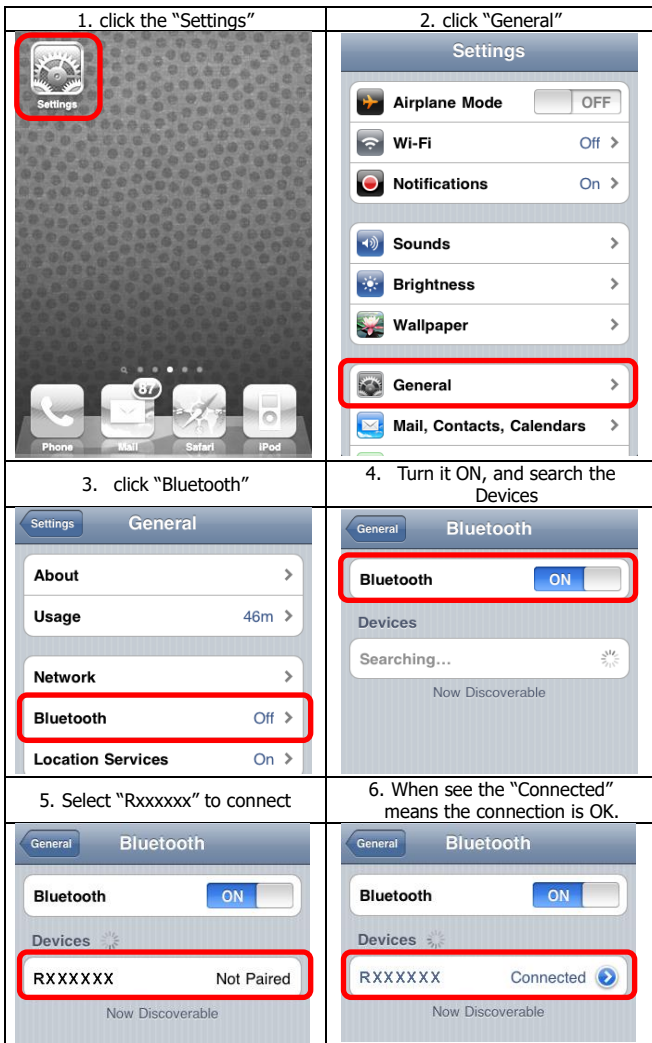 1. click the “Settings”
Settings
87
Phone
Mail
Safari
iPod
2. click “General”
Settings
Airplane Mode
OFF
Wi-Fi
Off
Notifications
On
Sounds
Brightness
Wallpaper
General
Mail, Contacts, Calendars
3. click “Bluetooth”
Settings
General
About
Usage
46m
Network
Bluetooth
Off
Location Services
On
4. Turn it ON, and search the
Devices
General
Bluetooth
Bluetooth
ON
Devices
Searching...
Now Discoverable
5. Select “Rxxxxxx” to connect
General
Bluetooth
Bluetooth
ON
Devices
RXXXXXX
Not Paired
Now Discoverable
6. When see the “Connected”
means the connection is OK.
General
Bluetooth
Bluetooth
ON
Devices
RXXXXXX
Connected
Now Discoverable